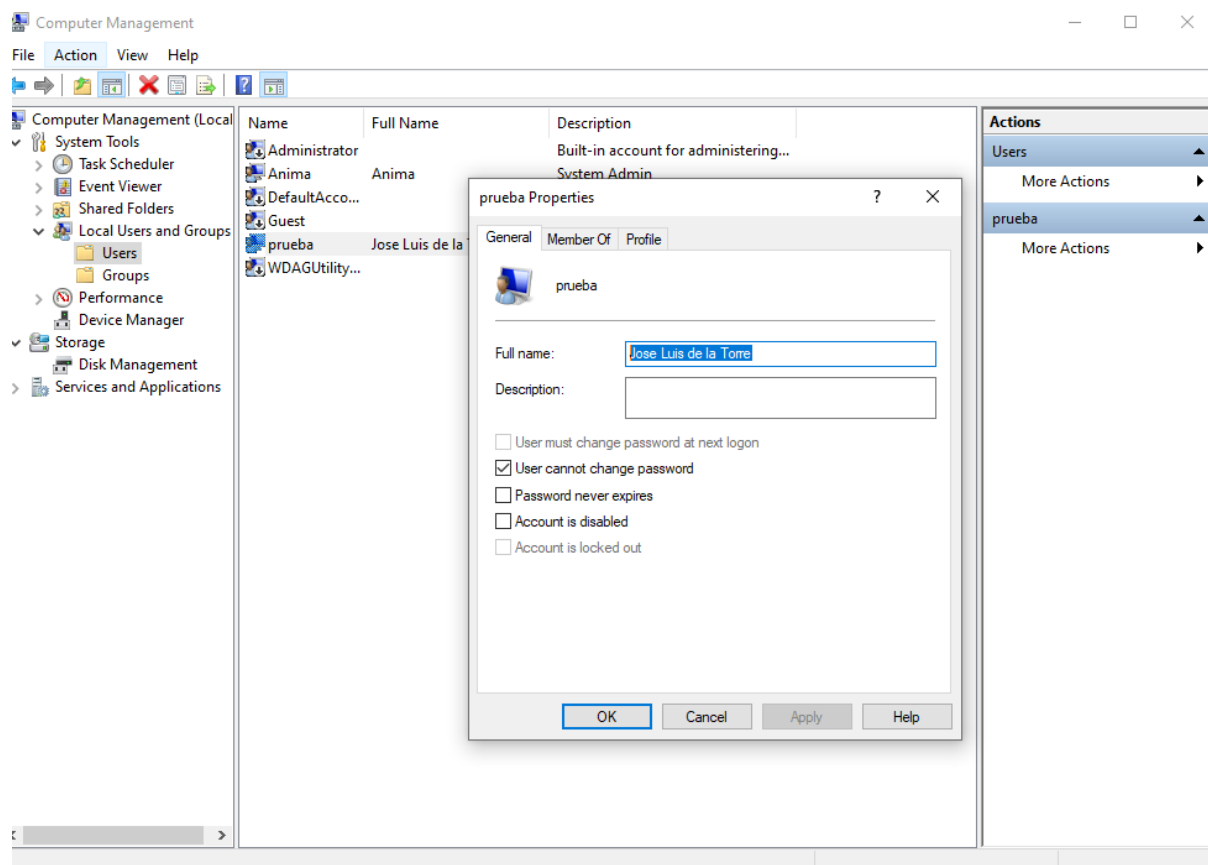 Computer Management
File Action View Help
Computer Management (Local
System Tools
Task Scheduler
Event Viewer
Shared Folders
Local Users and Groups
Users
Groups
Performance
Device Manager
Storage
Disk Management
Services and Applications
Name Full Name Description
Administrator Built-in account for administering...
Anima Anima System Admin
DefaultAcco...
Guest
prueba Jose Luis de la
WDAGUtility...
prueba Properties
General Member Of Profile
prueba
Full name: Jose Luis de la Torre
Description:
User must change password at next logon
User cannot change password
Password never expires
Account is disabled
Account is locked out
OK Cancel Apply Help
Actions
Users
More Actions
prueba
More Actions